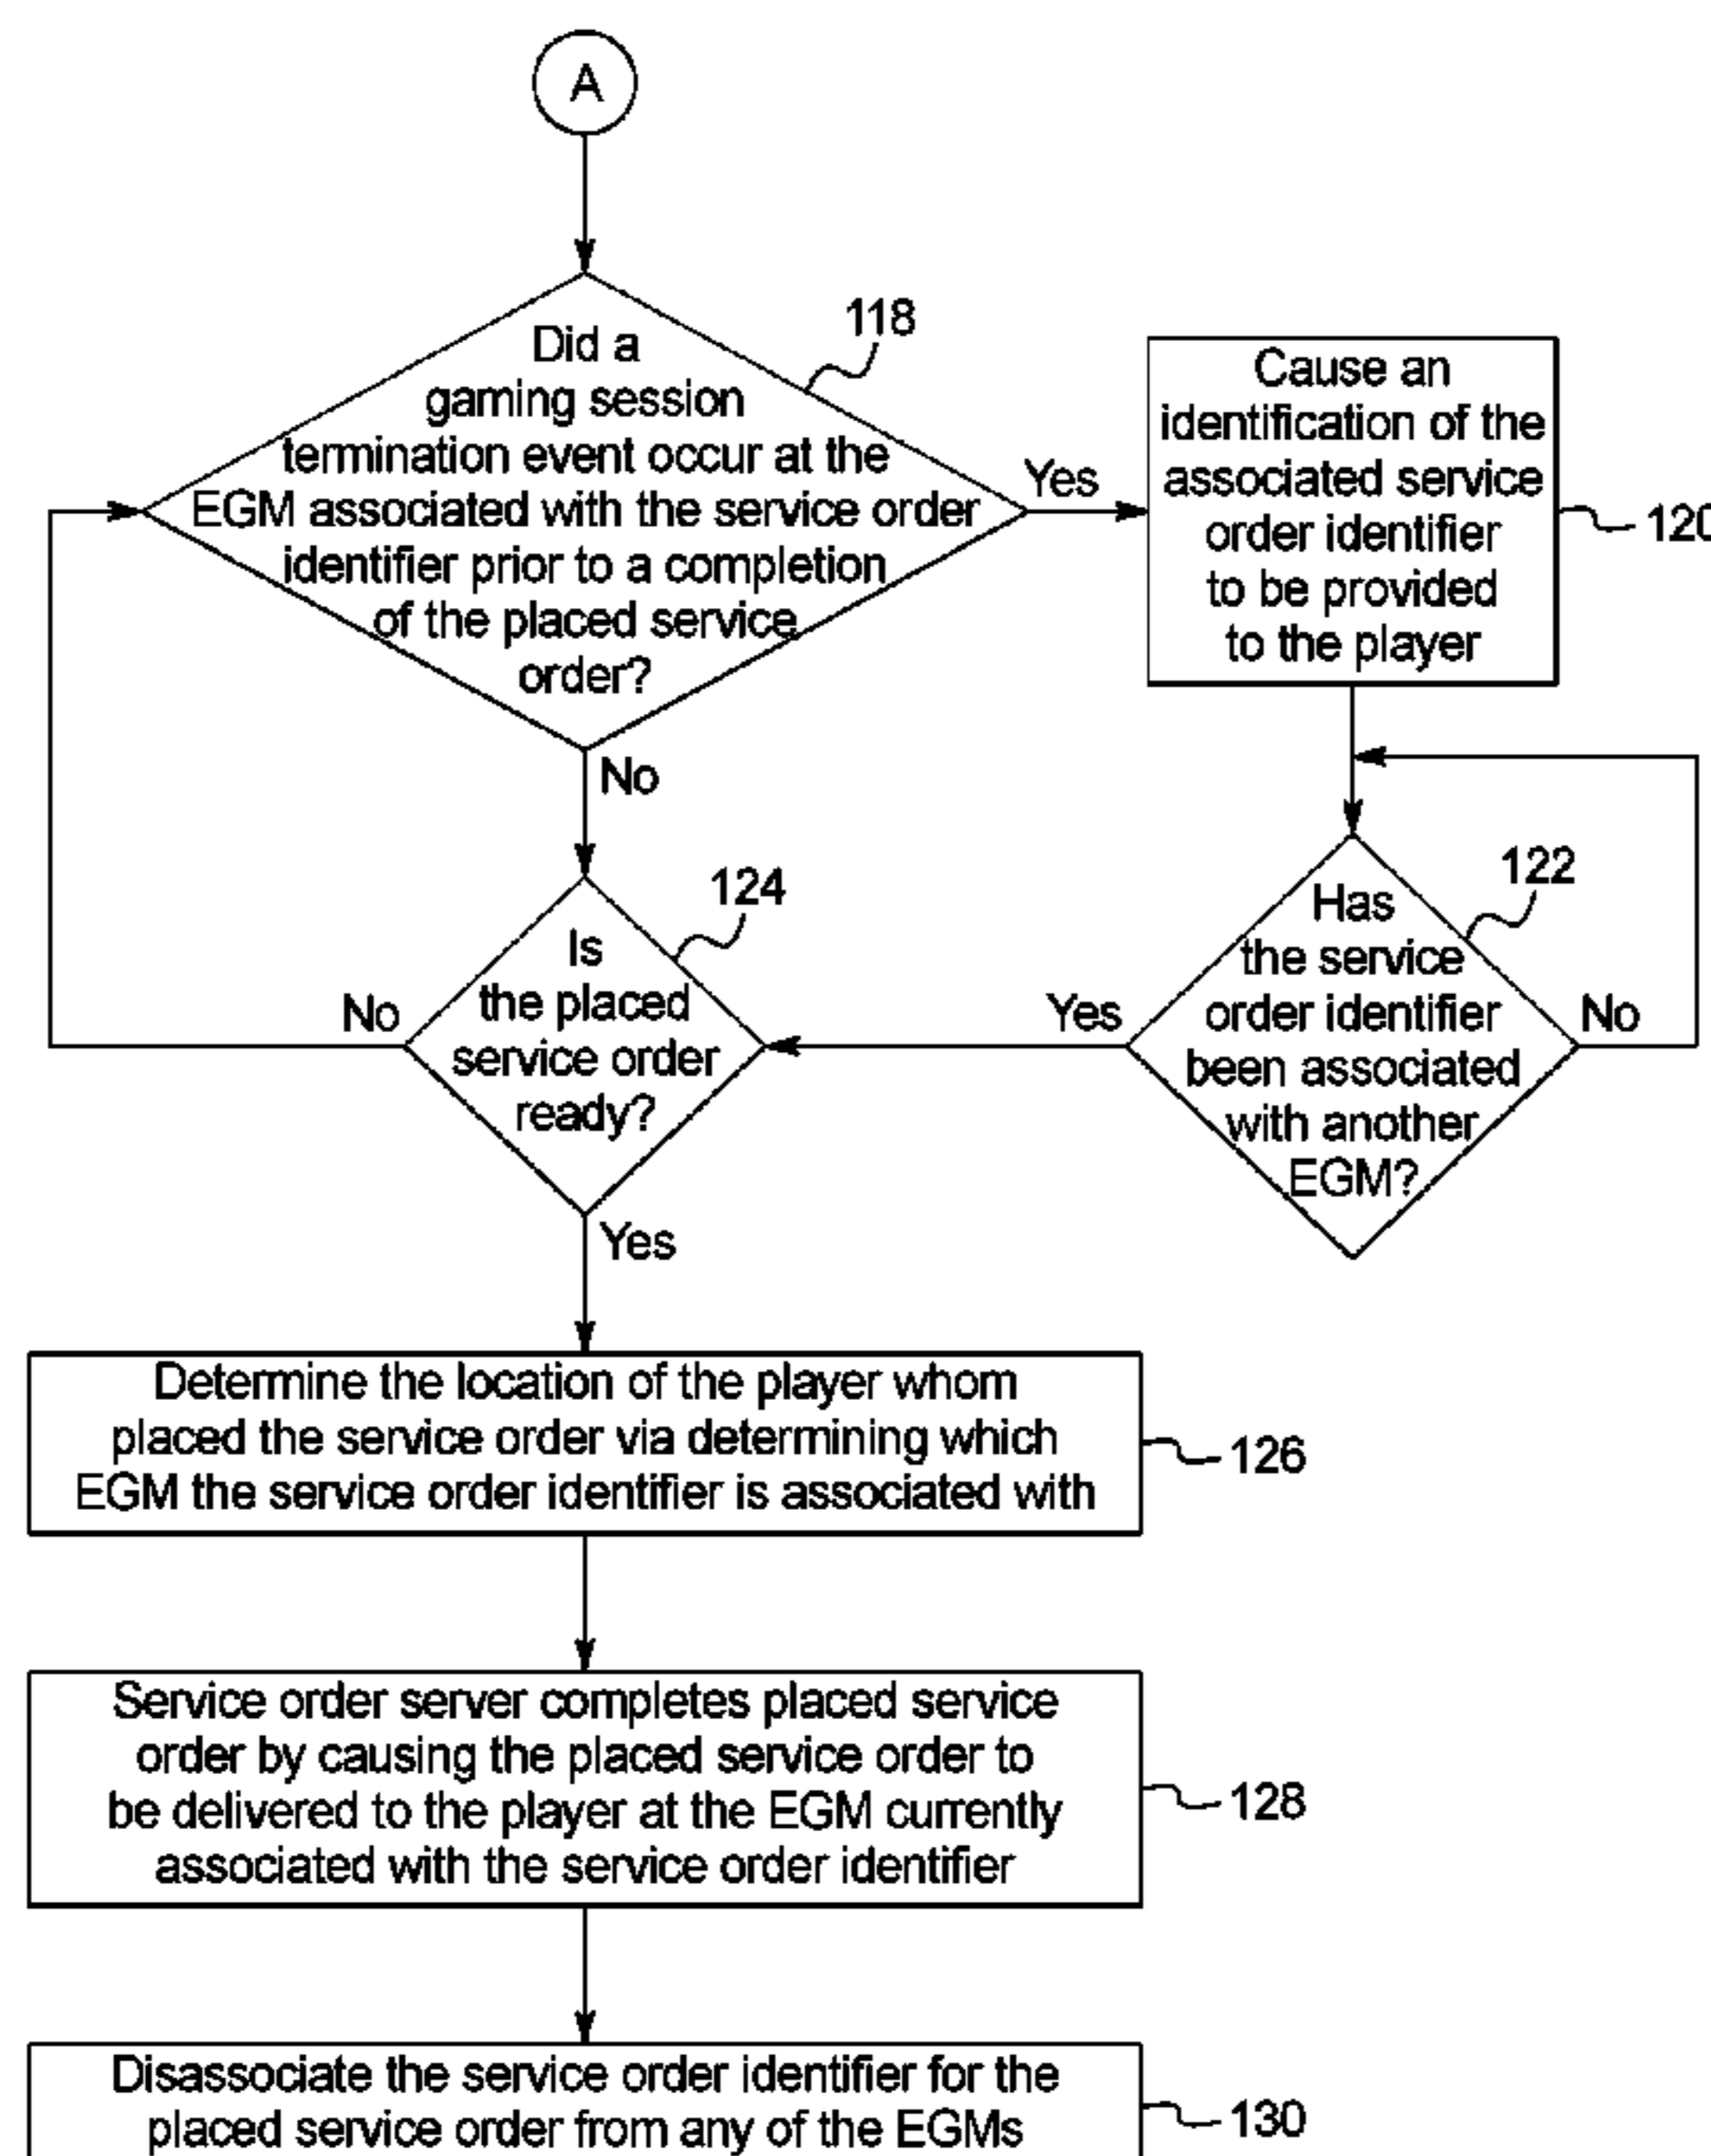 A
Did a
gaming session
termination event occur at the
EGM associated with the service order
identifier prior to a completion
of the placed service
order?
118
Yes
No
Cause an
identification of the
associated service
order identifier
to be provided
to the player
120
Has
the service
order identifier
been associated
with another
EGM?
122
Yes
No
Is
the placed
service order
ready?
124
No
Yes
Determine the location of the player whom
placed the service order via determining which
EGM the service order identifier is associated with
126
Service order server completes placed service
order by causing the placed service order to
be delivered to the player at the EGM currently
associated with the service order identifier
128
Disassociate the service order identifier for the
placed service order from any of the EGMs
130